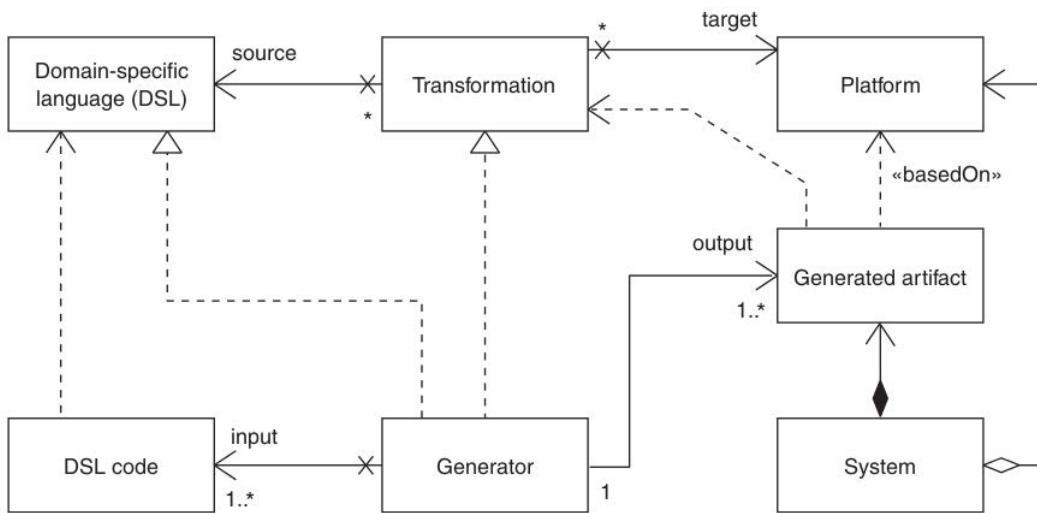 *
target
source
Domain-specific
language (DSL)
Transformation
Platform
*
«basedOn»
output
Generated artifact
1..*
input
DSL code
Generator
System
1..*
1